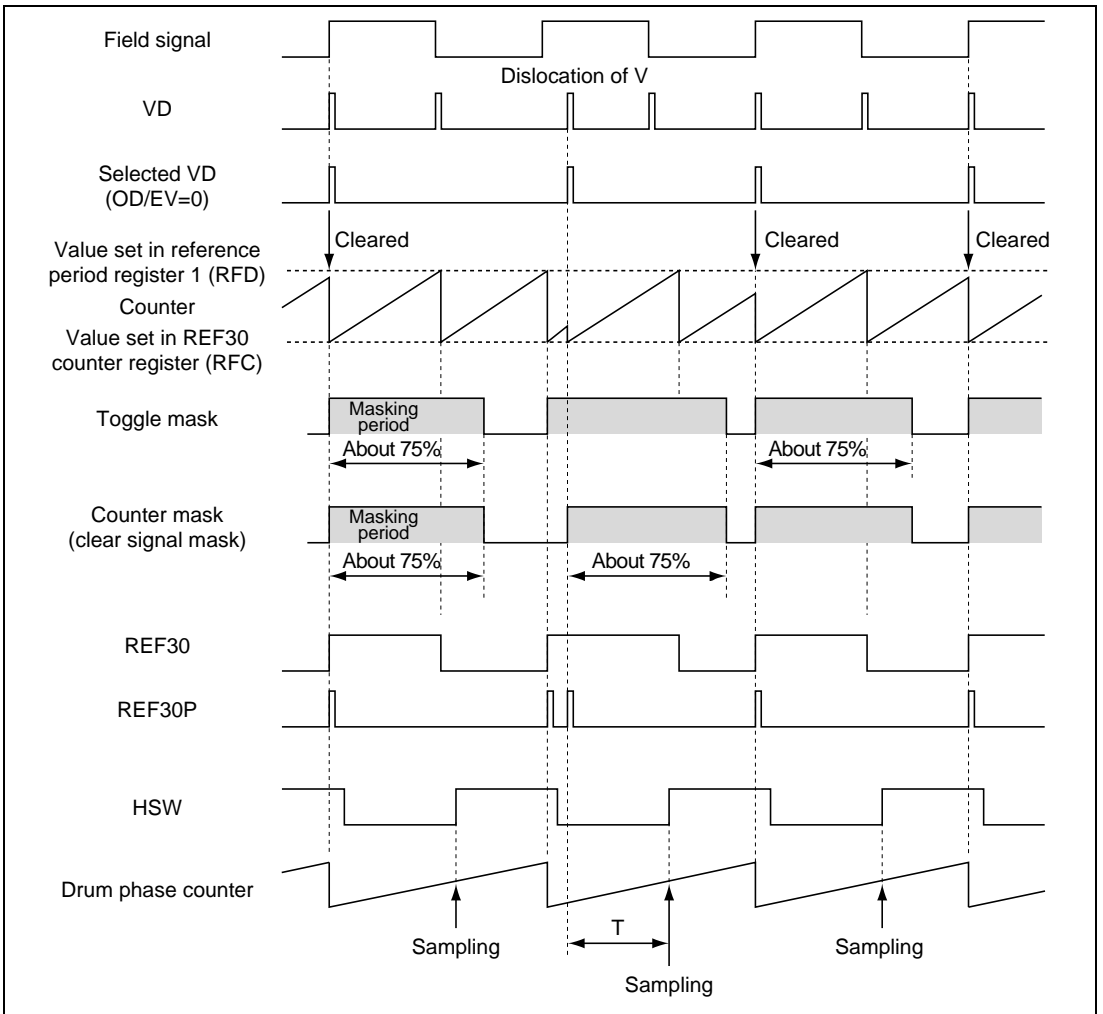 Field signal
Dislocation of V
VD
Selected VD
(OD/EV=0)
Cleared
Cleared
Cleared
Value set in reference
period register 1 (RFD)
Counter
Value set in REF30
counter register (RFC)
Toggle mask
Masking
period
About 75%
About 75%
Counter mask
(clear signal mask)
Masking
period
About 75%
About 75%
REF30
REF30P
HSW
Drum phase counter
T
Sampling
Sampling
Sampling